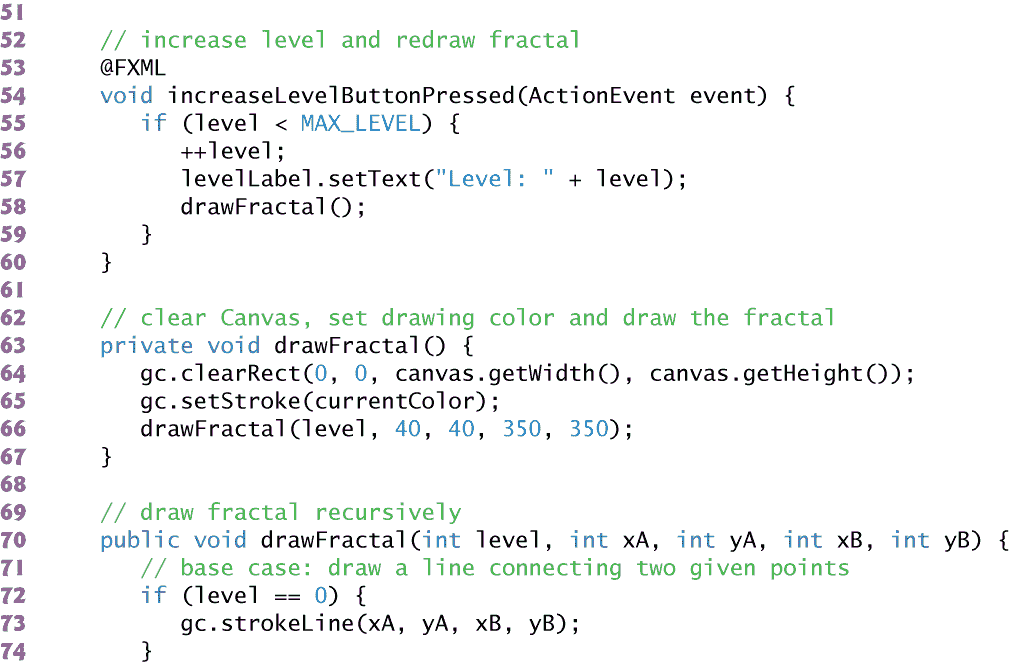 51
52 // increase level and redraw fractal
53 @FXML
54 void increaseLevelButtonPressed(ActionEvent event) {
55 if (level < MAX_LEVEL) {
56 ++level;
57 levelLabel.setText("Level: " + level);
58 drawFractal();
59 }
60 }
61
62 // clear Canvas, set drawing color and draw the fractal
63 private void drawFractal() {
64 gc.clearRect(0, 0, canvas.getWidth(), canvas.getHeight());
65 gc.setStroke(currentColor);
66 drawFractal(level, 40, 40, 350, 350);
67 }
68
69 // draw fractal recursively
70 public void drawFractal(int level, int xA, int yA, int xB, int yB) {
71 // base case: draw a line connecting two given points
72 if (level == 0) {
73 gc.strokeLine(xA, yA, xB, yB);
74 }